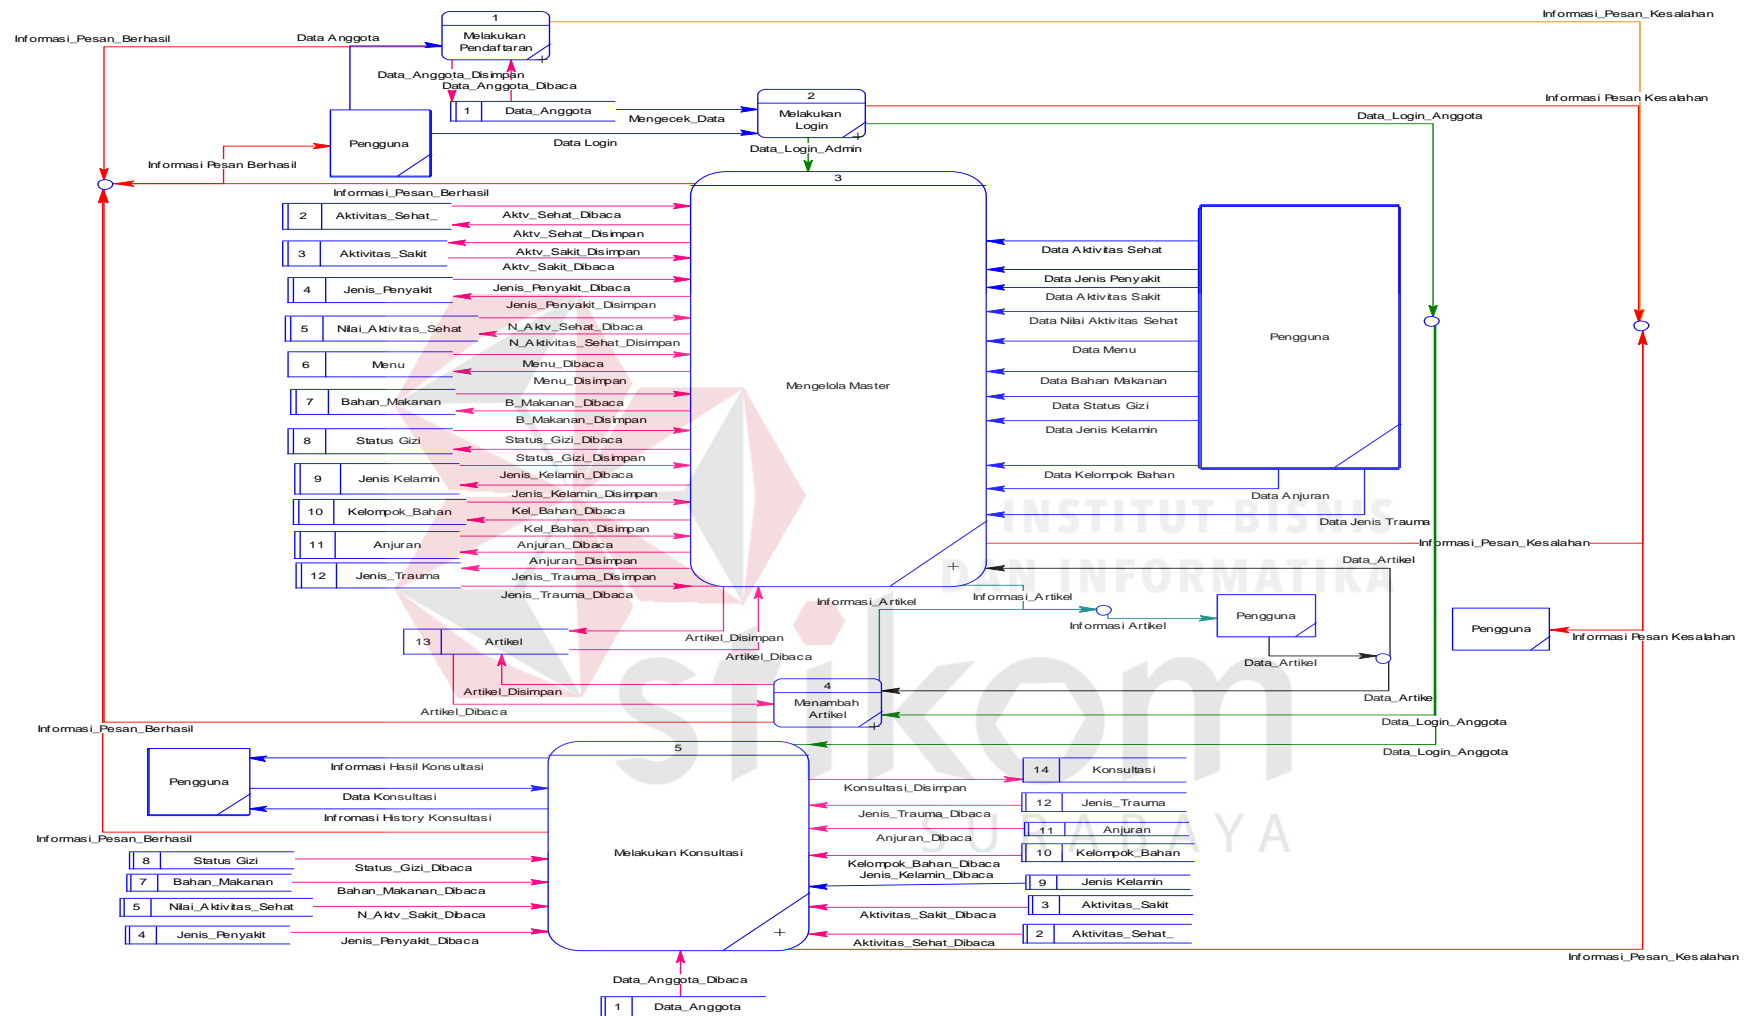 1
Informasi_Pesan_Kesalahan
Informasi_Pesan_Berhasil
Data Anggota
Melakukan
Pendaftaran
+
Data_Anggota_Disimpan
Data_Anggota_Dibaca
1 Data_Anggota
Mengecek_Data
2
Melakukan
Login
+
Informasi Pesan Kesalahan
Data_Login_Anggota
Pengguna
Data Login
Data_Login_Admin
Informasi Pesan Berhasil
Informasi_Pesan_Berhasil
3
Mengelola Master
+
2 Aktivitas_Sehat_
Aktv_Sehat_Dibaca
Aktv_Sehat_Disimpan
3 Aktivitas_Sakit
Aktv_Sakit_Disimpan
Aktv_Sakit_Dibaca
4 Jenis_Penyakit
Jenis_Penyakit_Dibaca
Jenis_Penyakit_Disimpan
5 Nilai_Aktivitas_Sehat
N_Aktv_Sehat_Dibaca
N_Aktivitas_Sehat_Disimpan
6 Menu
Menu_Dibaca
Menu_Disimpan
7 Bahan_Makanan
B_Makanan_Dibaca
B_Makanan_Disimpan
8 Status Gizi
Status_Gizi_Dibaca
Status_Gizi_Disimpan
9 Jenis Kelamin
Jenis_Kelamin_Dibaca
Jenis_Kelamin_Disimpan
10 Kelompok_Bahan
Kel_Bahan_Dibaca
Kel_Bahan_Disimpan
11 Anjuran
Anjuran_Dibaca
Anjuran_Disimpan
12 Jenis_Trauma
Jenis_Trauma_Disimpan
Jenis_Trauma_Dibaca
Data Aktivitas Sehat
Data Jenis Penyakit
Data Aktivitas Sakit
Data Nilai Aktivitas Sehat
Data Menu
Data Bahan Makanan
Data Status Gizi
Data Jenis Kelamin
Data Kelompok Bahan
Data Anjuran
Data Jenis Trauma
Pengguna
INSTITUT BISNIS
DAN INFORMATIKA
Informasi_Pesan_Kesalahan
Data_Artikel
Informasi_Artikel
Informasi_Artikel
Informasi Artikel
Pengguna
Data_Artikel
Pengguna
Informasi Pesan Kesalahan
13 Artikel
Artikel_Disimpan
Artikel_Dibaca
Artikel_Disimpan
Artikel_Dibaca
4
Menambah
Artikel
+
Data_Artikel
Data_Login_Anggota
Data_Login_Anggota
stikom
SURABAYA
Informasi_Pesan_Berhasil
5
Melakukan Konsultasi
+
Pengguna
Informasi Hasil Konsultasi
Data Konsultasi
Infromasi History Konsultasi
Informasi_Pesan_Berhasil
8 Status Gizi
Status_Gizi_Dibaca
7 Bahan_Makanan
Bahan_Makanan_Dibaca
5 Nilai_Aktivitas_Sehat
N_Aktv_Sakit_Dibaca
4 Jenis_Penyakit
Jenis_Penyakit_Dibaca
14 Konsultasi
Konsultasi_Disimpan
12 Jenis_Trauma
Jenis_Trauma_Dibaca
11 Anjuran
Anjuran_Dibaca
10 Kelompok_Bahan
Kelompok_Bahan_Dibaca
Jenis_Kelamin_Dibaca
9 Jenis Kelamin
3 Aktivitas_Sakit
Aktivitas_Sakit_Dibaca
2 Aktivitas_Sehat_
Aktivitas_Sehat_Dibaca
Informasi_Pesan_Kesalahan
Data_Anggota_Dibaca
1 Data_Anggota